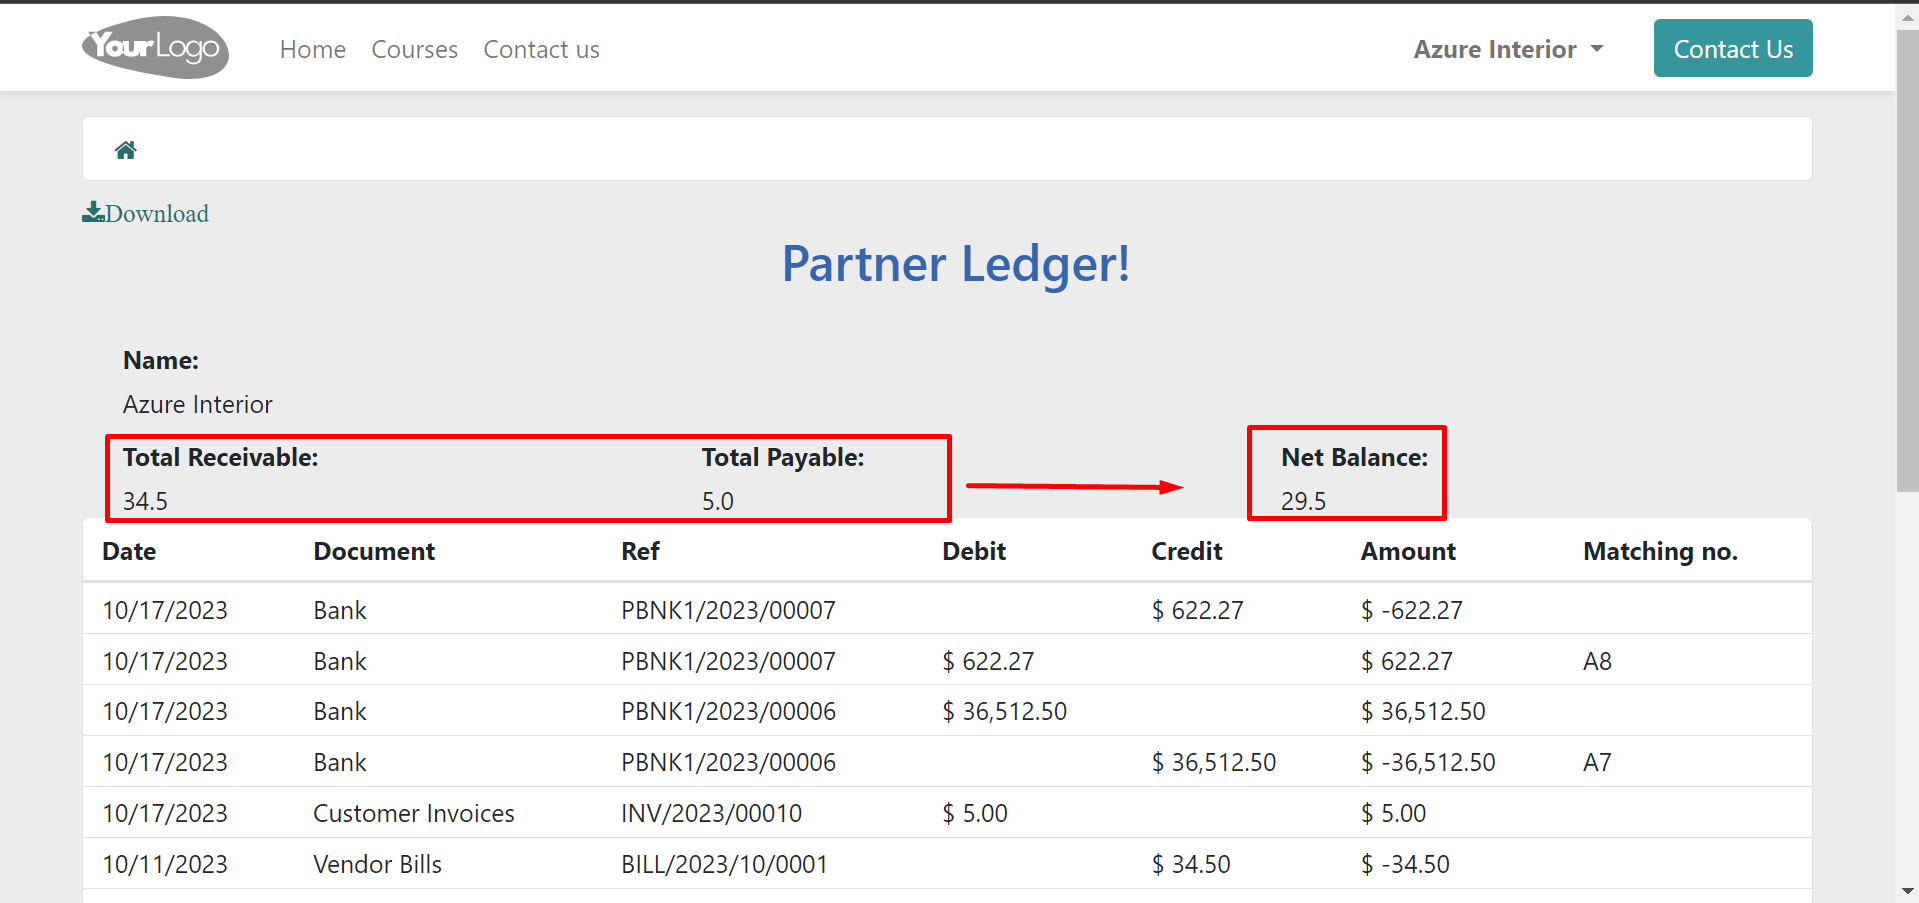 YourLogo Home Courses Contact us Azure Interior Contact Us
Download
Partner Ledger!
Name:
Azure Interior
Total Receivable: Total Payable: Net Balance:
34.5 5.0 29.5
Date Document Ref Debit Credit Amount Matching no.
10/17/2023 Bank PBNK1/2023/00007 $ 622.27 $ -622.27
10/17/2023 Bank PBNK1/2023/00007 $ 622.27 $ 622.27 A8
10/17/2023 Bank PBNK1/2023/00006 $ 36,512.50 $ 36,512.50
10/17/2023 Bank PBNK1/2023/00006 $ 36,512.50 $ -36,512.50 A7
10/17/2023 Customer Invoices INV/2023/00010 $ 5.00 $ 5.00
10/11/2023 Vendor Bills BILL/2023/10/0001 $ 34.50 $ -34.50